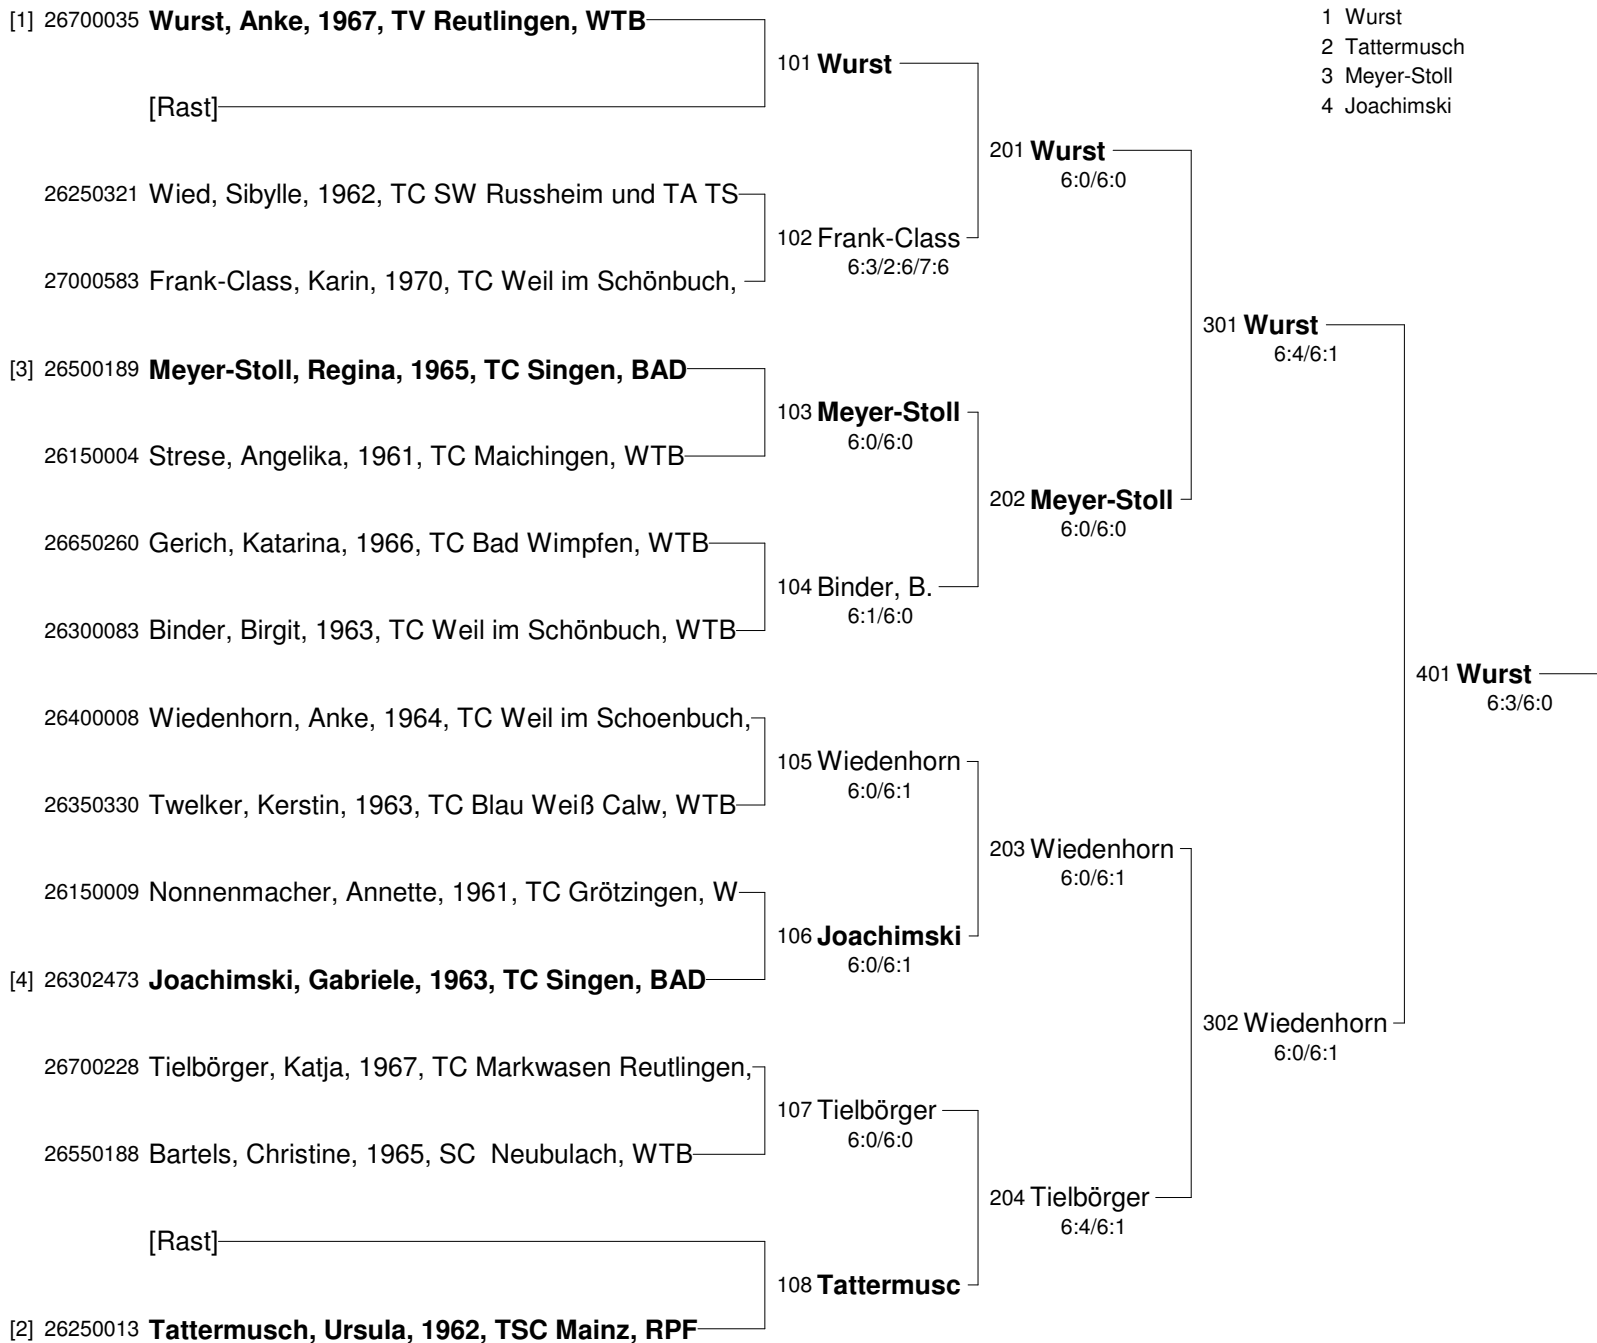 [1] 26700035 Wurst, Anke, 1967, TV Reutlingen, WTB
1 Wurst
2 Tattermusch
3 Meyer-Stoll
4 Joachimski
101 Wurst
[Rast]
201 Wurst
6:0/6:0
26250321 Wied, Sibylle, 1962, TC SW Russheim und TA TS
102 Frank-Class
6:3/2:6/7:6
27000583 Frank-Class, Karin, 1970, TC Weil im Schönbuch,
301 Wurst
6:4/6:1
[3] 26500189 Meyer-Stoll, Regina, 1965, TC Singen, BAD
103 Meyer-Stoll
6:0/6:0
26150004 Strese, Angelika, 1961, TC Maichingen, WTB
202 Meyer-Stoll
6:0/6:0
26650260 Gerich, Katarina, 1966, TC Bad Wimpfen, WTB
104 Binder, B.
6:1/6:0
26300083 Binder, Birgit, 1963, TC Weil im Schönbuch, WTB
401 Wurst
6:3/6:0
26400008 Wiedenhorn, Anke, 1964, TC Weil im Schoenbuch,
105 Wiedenhorn
6:0/6:1
26350330 Twelker, Kerstin, 1963, TC Blau Weiß Calw, WTB
203 Wiedenhorn
6:0/6:1
26150009 Nonnenmacher, Annette, 1961, TC Grötzingen, W
106 Joachimski
6:0/6:1
[4] 26302473 Joachimski, Gabriele, 1963, TC Singen, BAD
302 Wiedenhorn
6:0/6:1
26700228 Tielbörger, Katja, 1967, TC Markwasen Reutlingen,
107 Tielbörger
6:0/6:0
26550188 Bartels, Christine, 1965, SC Neubulach, WTB
204 Tielbörger
6:4/6:1
[Rast]
108 Tattermusc
[2] 26250013 Tattermusch, Ursula, 1962, TSC Mainz, RPF